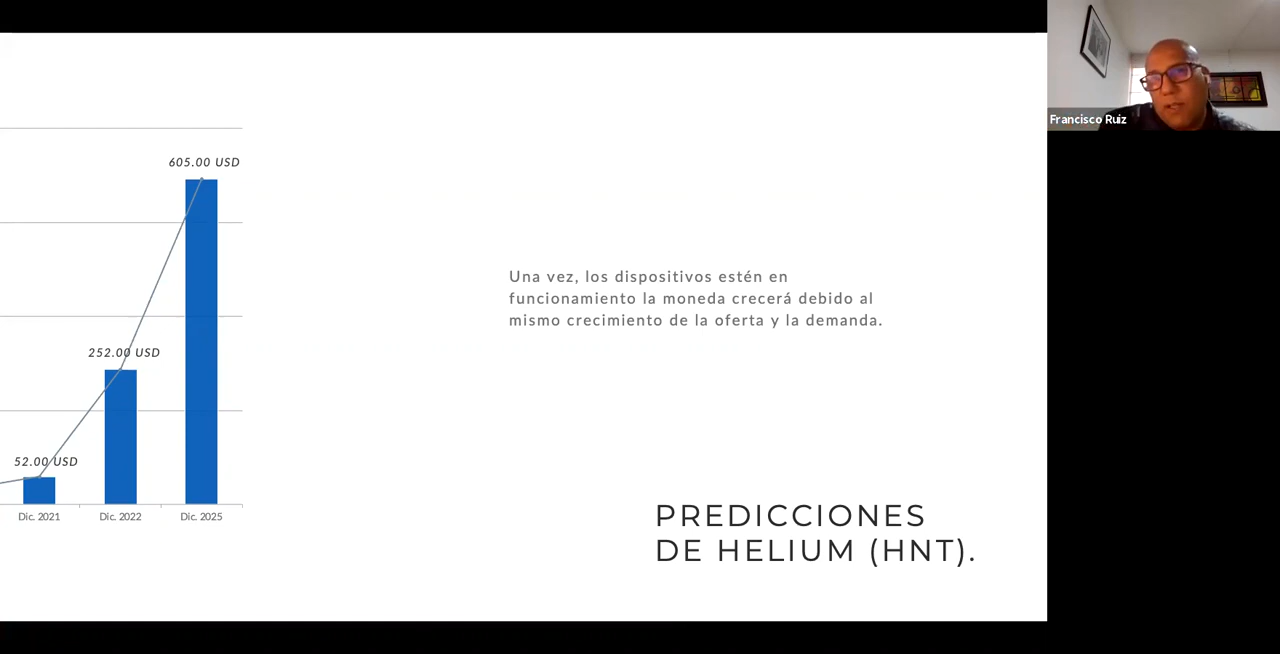 605.00 USD
252.00 USD
52.00 USD
Dic. 2021
Dic. 2022
Dic. 2025
Una vez, los dispositivos estén en
funcionamiento la moneda crecerá debido al
mismo crecimiento de la oferta y la demanda.
PREDICCIONES
DE HELIUM (HNT).
Francisco Ruiz